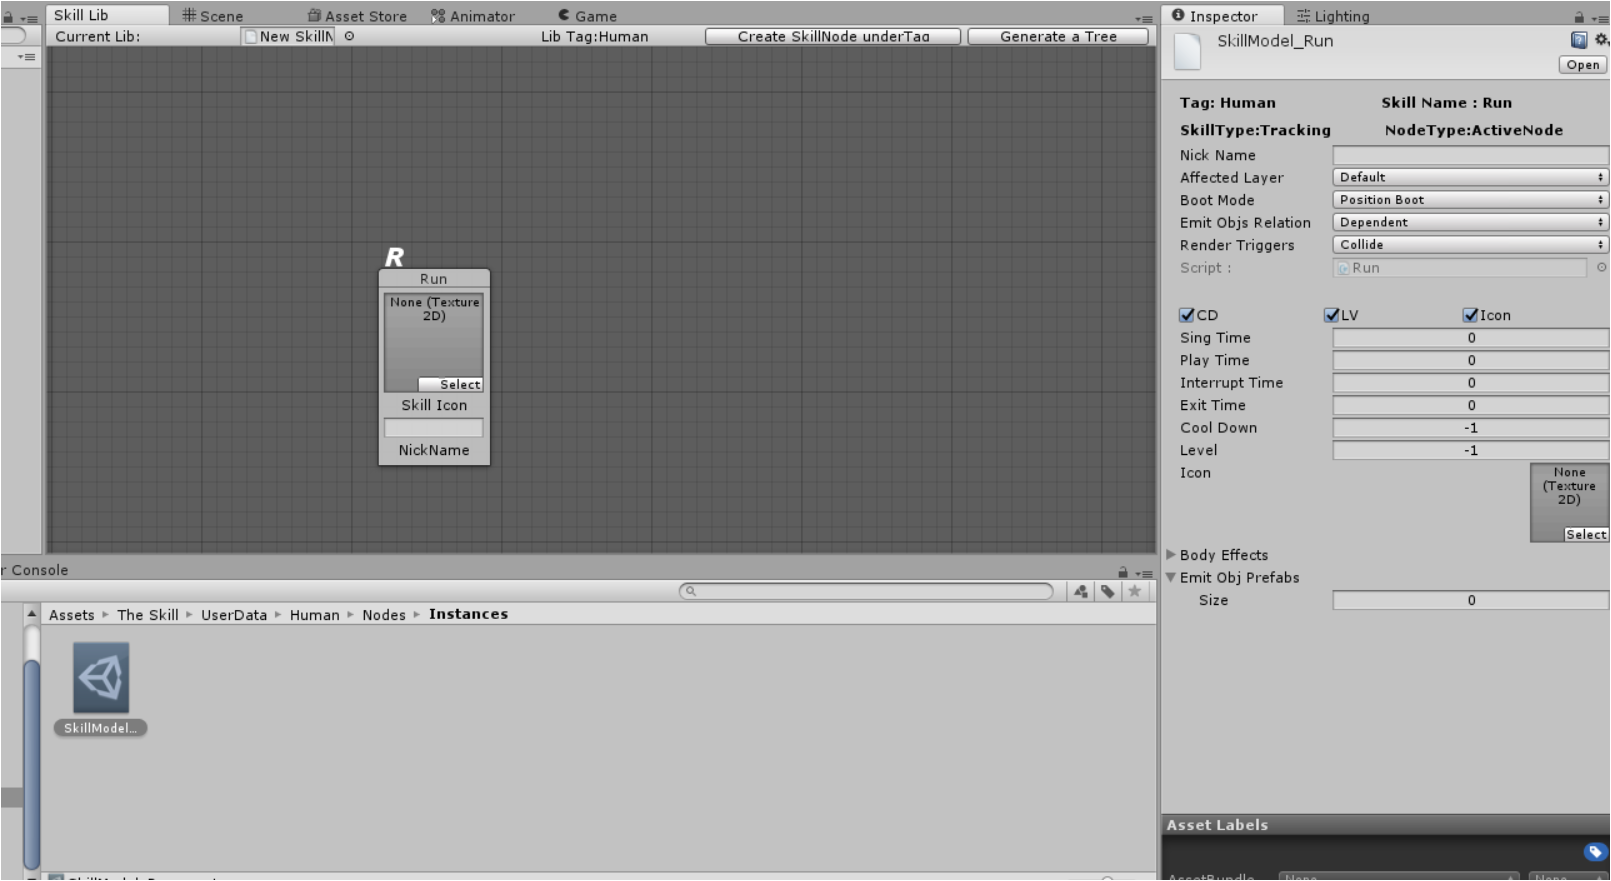 Skill Lib
Scene
Asset Store
Animator
Game
Current Lib:
New SkillN
Lib Tag:Human
Create SkillNode underTag
Generate a Tree
R
Run
None (Texture
2D)
Select
Skill Icon
NickName
r Console
Assets
The Skill
UserData
Human
Nodes
Instances
SkillModel...
Inspector
Lighting
SkillModel_Run
Open
Tag: Human
Skill Name : Run
SkillType:Tracking
NodeType:ActiveNode
Nick Name
Affected Layer
Default
Boot Mode
Position Boot
Emit Objs Relation
Dependent
Render Triggers
Collide
Script :
Run
CD
LV
Icon
Sing Time
0
Play Time
0
Interrupt Time
0
Exit Time
0
Cool Down
-1
Level
-1
Icon
None
(Texture
2D)
Select
Body Effects
Emit Obj Prefabs
Size
0
Asset Labels
AssetBundle
None
None